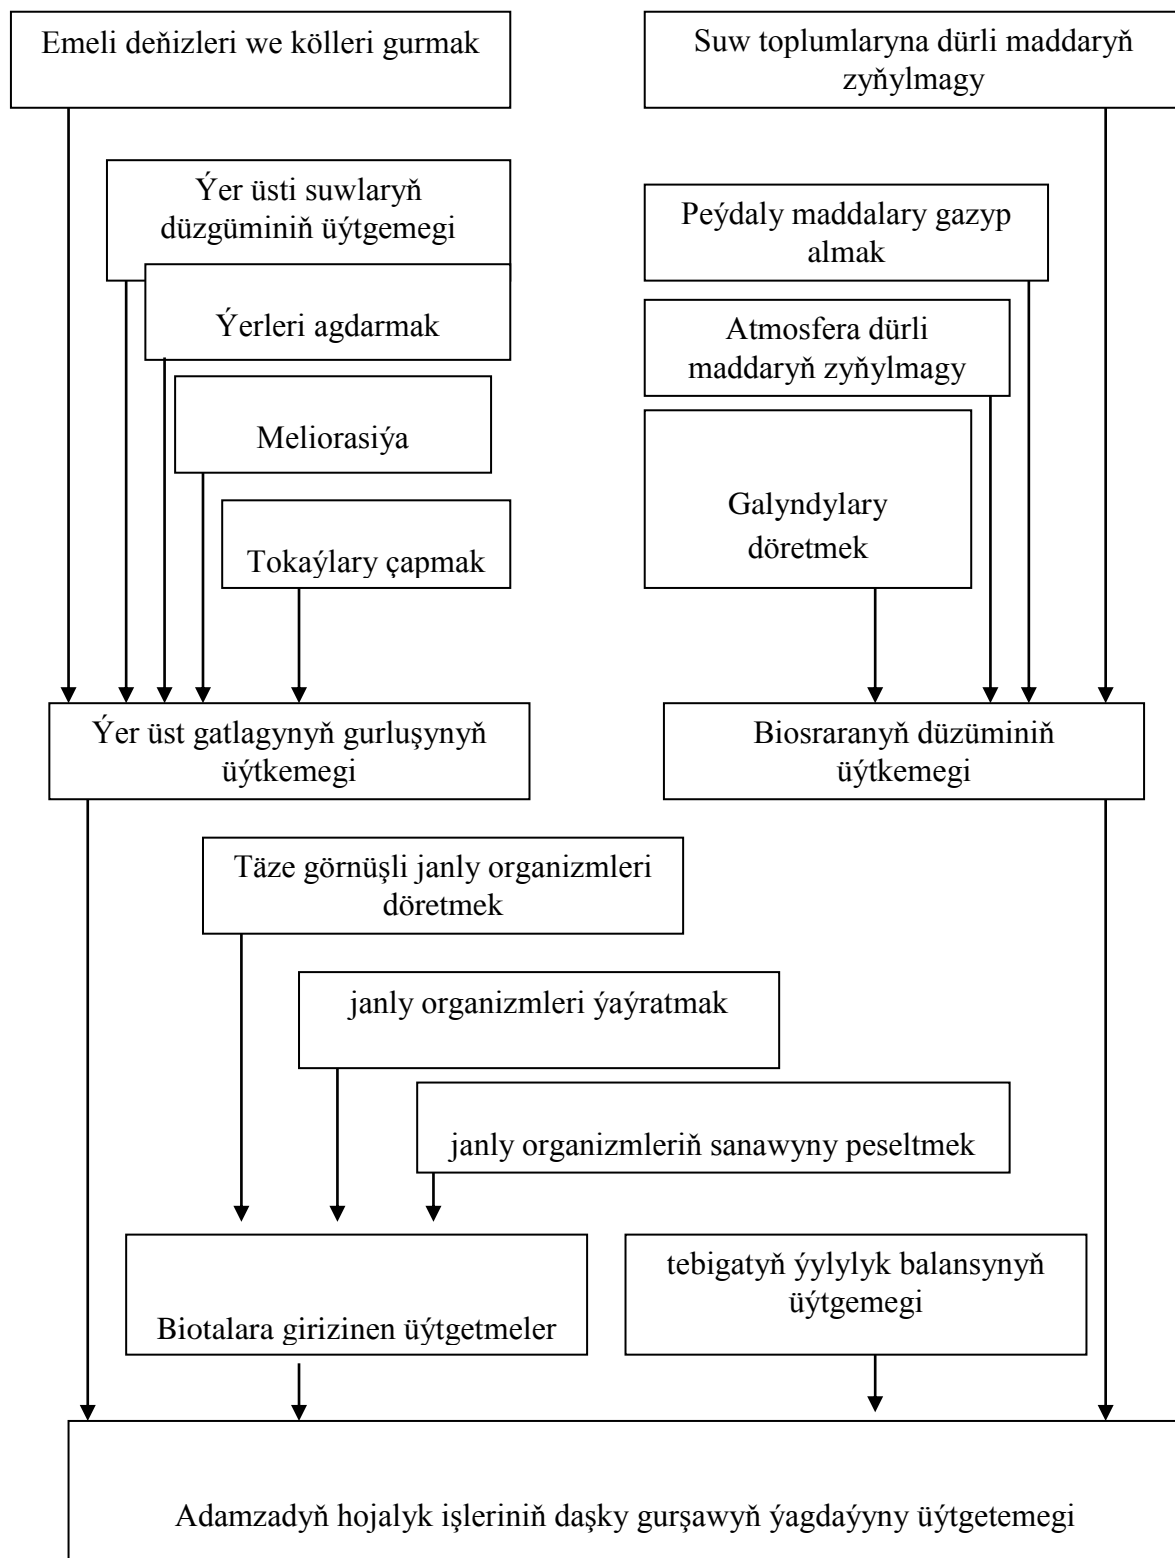 Emeli deňizleri we kölleri gurmak
Suw toplumlaryna dürli maddaryň
zyňylmagy
Ýer üsti suwlaryň
düzgüminiň üýtgemegi
Peýdaly maddalary gazyp
almak
Ýerleri agdarmak
Atmosfera dürli
maddaryň zyňylmagy
Meliorasiýa
Galyndylary
döretmek
Tokaýlary çapmak
Ýer üst gatlagynyň gurluşynyň
üýtkemegi
Biosraranyň düzüminiň
üýtkemegi
Täze görnüşli janly organizmleri
döretmek
janly organizmleri ýaýratmak
janly organizmleriň sanawyny peseltmek
Biotalara girizinen üýtgetmeler
tebigatyň ýylylyk balansynyň
üýtgemegi
Adamzadyň hojalyk işleriniň daşky gurşawyň ýagdaýyny üýtgetemegi